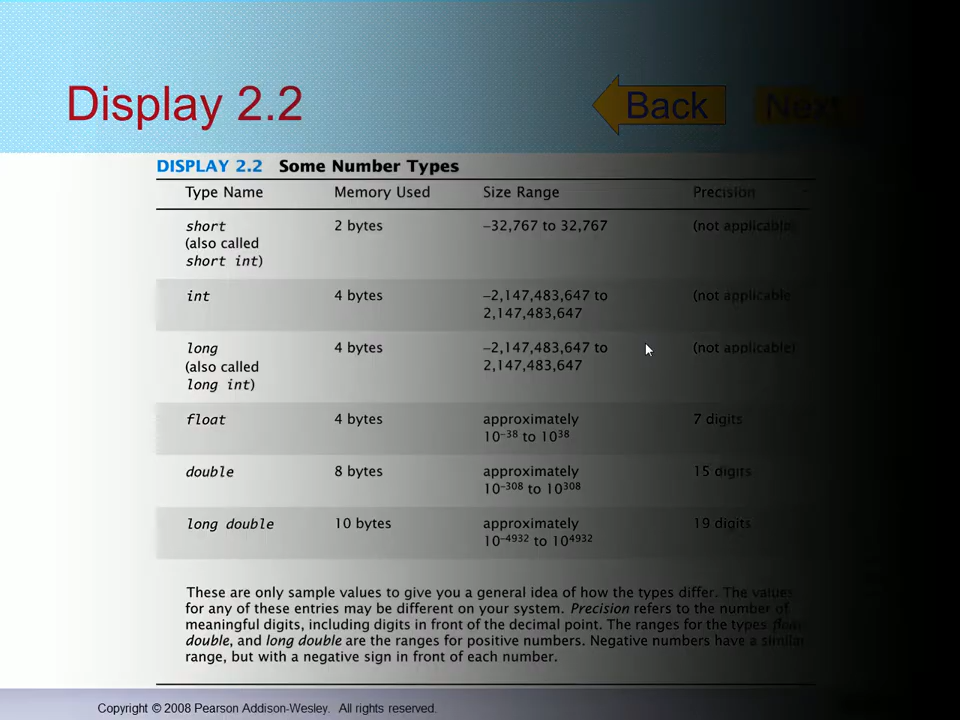 Display 2.2
Back
Next
DISPLAY 2.2 Some Number Types
Type Name Memory Used Size Range Precision
short 2 bytes −32,767 to 32,767 (not applicable)
(also called
short int)
int 4 bytes −2,147,483,647 to (not applicable
2,147,483,647
long 4 bytes −2,147,483,647 to (not applicable)
(also called 2,147,483,647
long int)
float 4 bytes approximately 7 digits
10⁻³⁸ to 10³⁸
double 8 bytes approximately 15 digits
10⁻³⁰⁸ to 10³⁰⁸
long double 10 bytes approximately 19 digits
10⁻⁴⁹³² to 10⁴⁹³²
These are only sample values to give you a general idea of how the types differ. The values
for any of these entries may be different on your system. Precision refers to the number of
meaningful digits, including digits in front of the decimal point. The ranges for the types float,
double, and long double are the ranges for positive numbers. Negative numbers have a similar
range, but with a negative sign in front of each number.
Copyright © 2008 Pearson Addison-Wesley. All rights reserved.